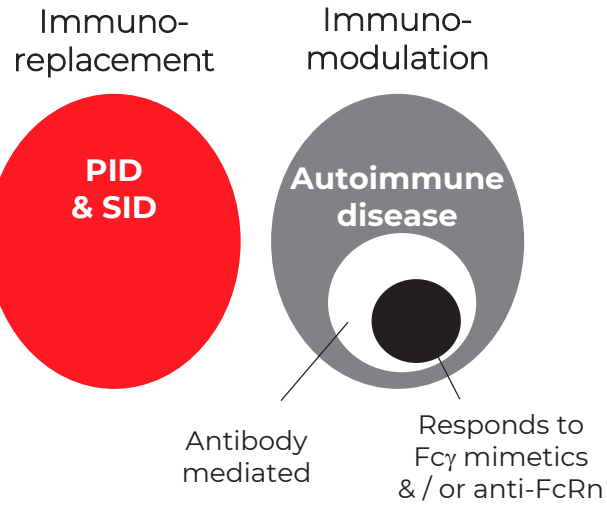 Immuno-
replacement
Immuno-
modulation
PID
& SID
Autoimmune
disease
Antibody
mediated
Responds to
Fcγ mimetics
& / or anti-FcRn